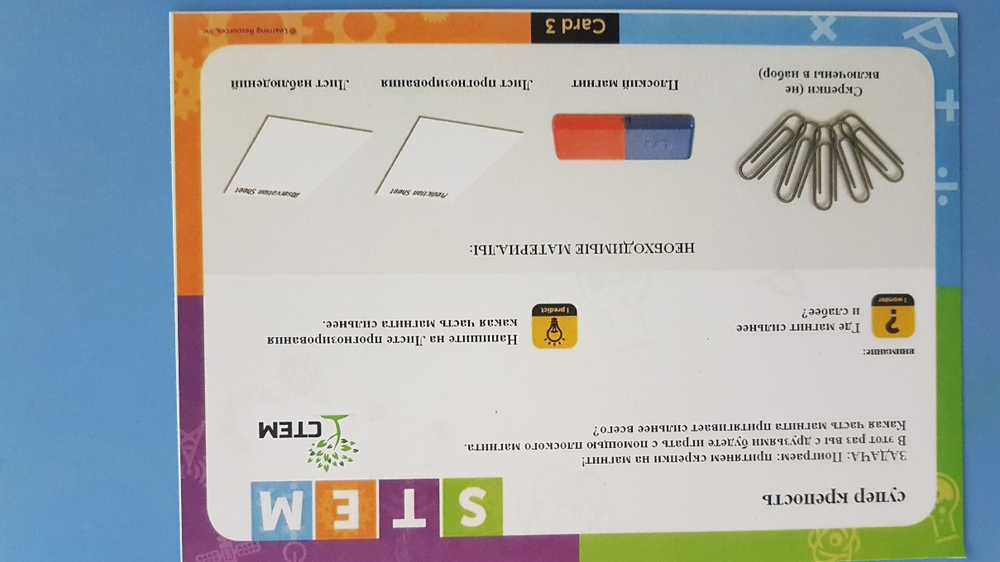 супер крепость
S T E M
ЗАДАЧА: Поиграем: притянем скрепки на магнит!
В этот раз вы с друзьями будете играть с помощью плоского магнита.
Какая часть магнита притягивает сильнее всего?
СТЕМ
внимание:
? I wonder
Где магнит сильнее
и слабее?
I predict
Напишите на Листе прогнозирования
какая часть магнита сильнее.
НЕОБХОДИМЫЕ МАТЕРИАЛЫ:
S
Prediction Sheet
Observation Sheet
Скрепки (не
включены в набор)
Плоский магнит
Лист прогнозирования
Лист наблюдений
Card 3
© Learning Resources, Inc.